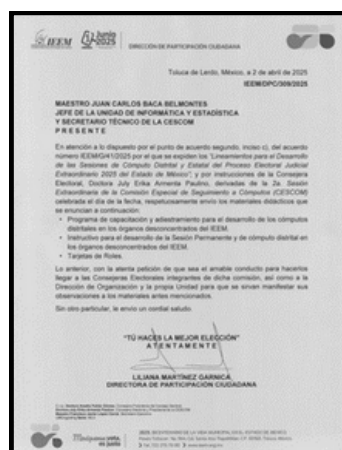 IEEM
Junio
2025
DIRECCIÓN DE PARTICIPACIÓN CIUDADANA
Toluca de Lerdo, México, a 2 de abril de 2025
IEEM/DPC/309/2025
MAESTRO JUAN CARLOS BACA BELMONTES
JEFE DE LA UNIDAD DE INFORMÁTICA Y ESTADÍSTICA
Y SECRETARIO TÉCNICO DE LA CESCOM
P R E S E N T E
En atención a lo dispuesto por el punto de acuerdo segundo, inciso c), del acuerdo
número IEEM/G/41/2025 por el que se expiden los "Lineamientos para el Desarrollo
de las Sesiones de Cómputo Distrital y Estatal del Proceso Electoral Judicial
Extraordinario 2025 del Estado de México"; y por instrucciones de la Consejera
Electoral, Doctora July Erika Armenta Paulino, derivadas de la 2a. Sesión
Extraordinaria de la Comisión Especial de Seguimiento a Cómputos (CESCOM)
celebrada el día de la fecha, respetuosamente envío los materiales didácticos que
se enuncian a continuación:
• Programa de capacitación y adiestramiento para el desarrollo de los cómputos
distritales en los órganos desconcentrados del IEEM.
• Instructivo para el desarrollo de la Sesión Permanente y de cómputo distrital en
los órganos desconcentrados del IEEM.
• Tarjetas de Roles.
Lo anterior, con la atenta petición de que sea el amable conducto para hacerlos
llegar a las Consejeras Electorales integrantes de dicha comisión, así como a la
Dirección de Organización y la propia Unidad para que se sirvan manifestar sus
observaciones a los materiales antes mencionados.
Sin otro particular, le envío un cordial saludo.
"TÚ HACES LA MEJOR ELECCIÓN"
A T E N T A M E N T E
LILIANA MARTÍNEZ GARNICA
DIRECTORA DE PARTICIPACIÓN CIUDADANA